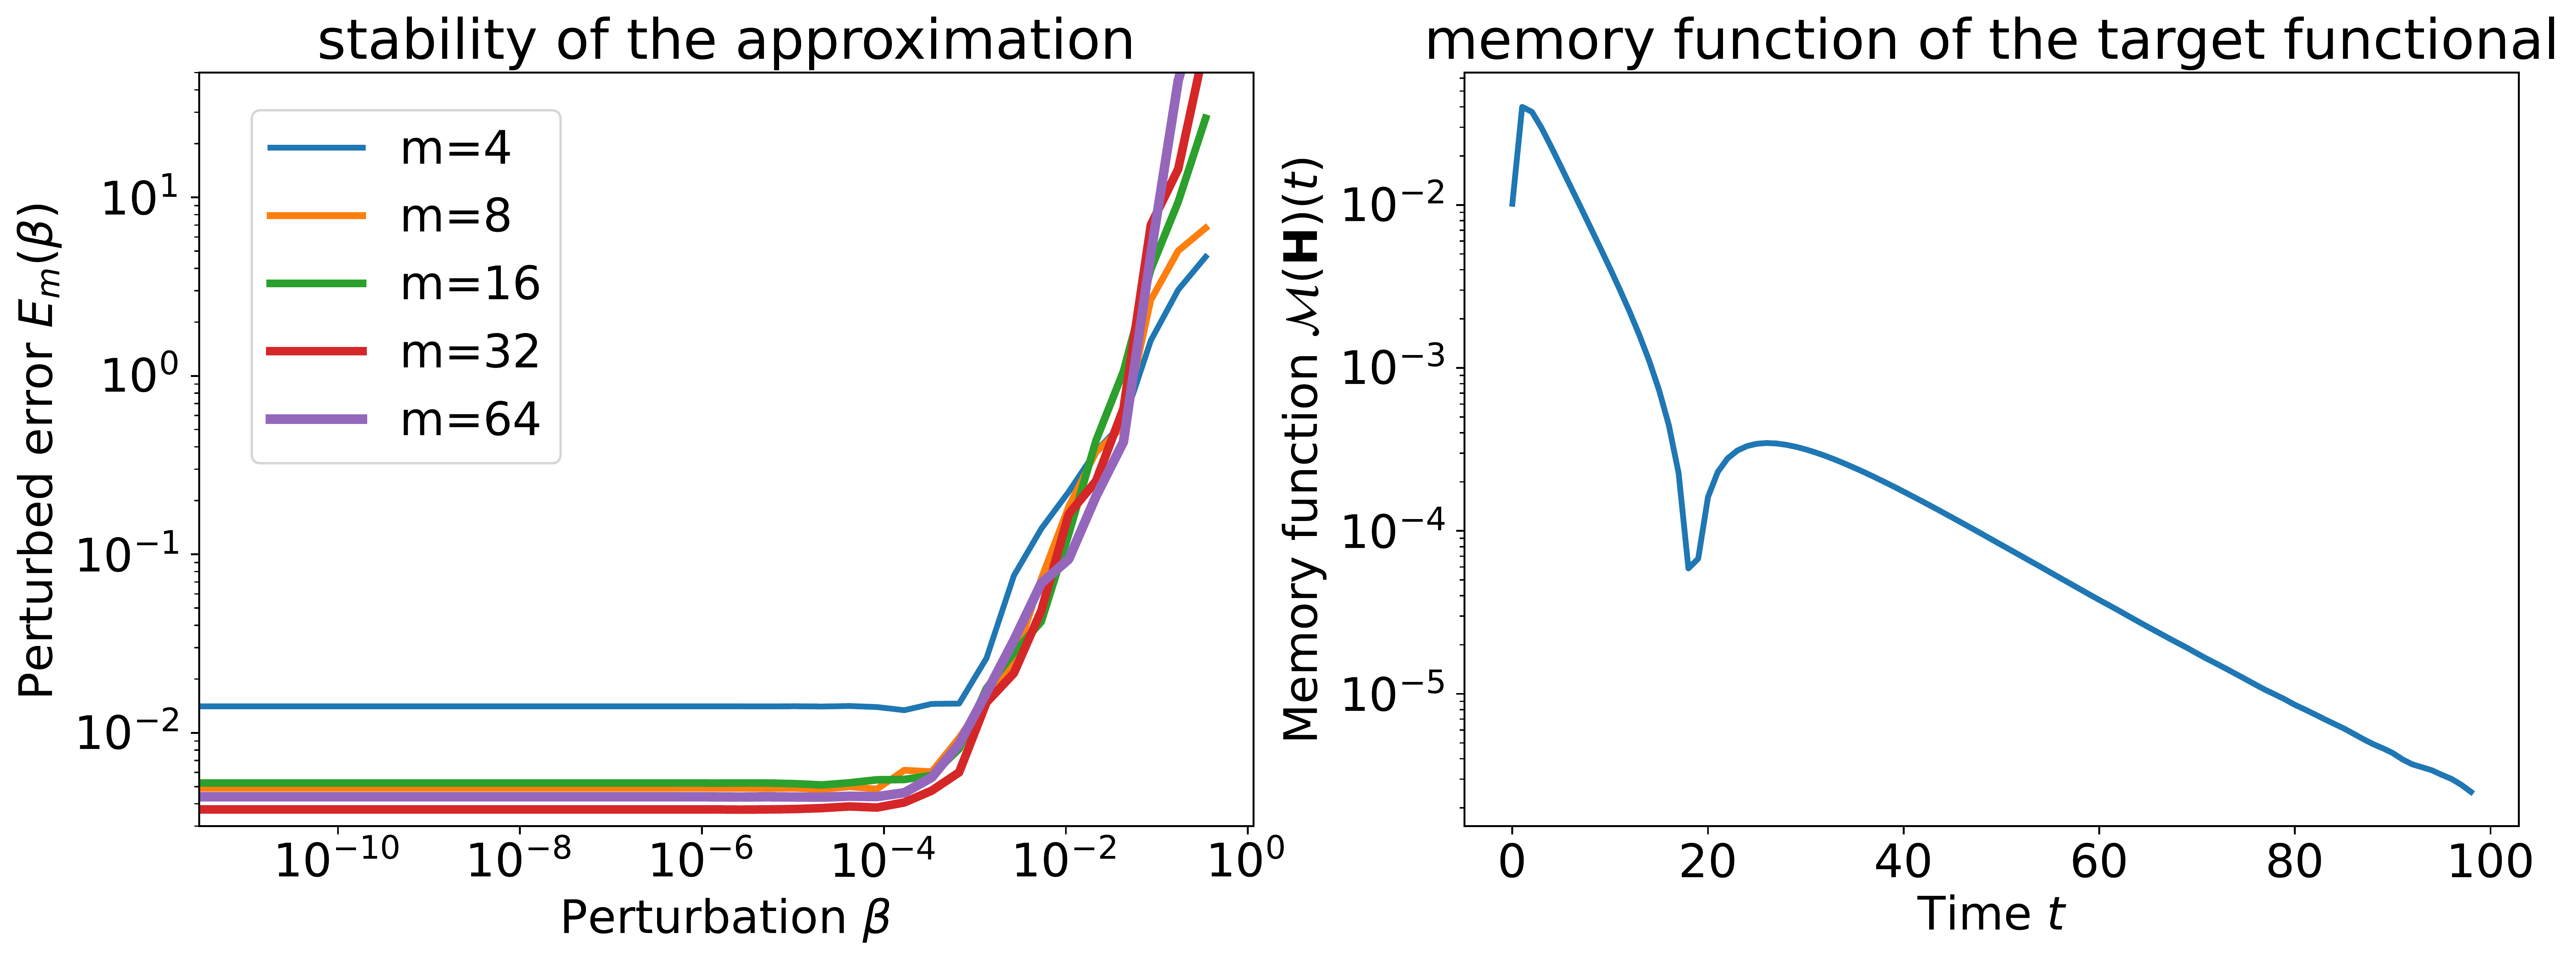 stability of the approximation
Perturbed error E_m(β)
10^1
10^0
10^−1
10^−2
m=4
m=8
m=16
m=32
m=64
10^−10 10^−8 10^−6 10^−4 10^−2 10^0
Perturbation β
memory function of the target functional
Memory function ℳ(𝐇)(t)
10^−2
10^−3
10^−4
10^−5
0 20 40 60 80 100
Time t